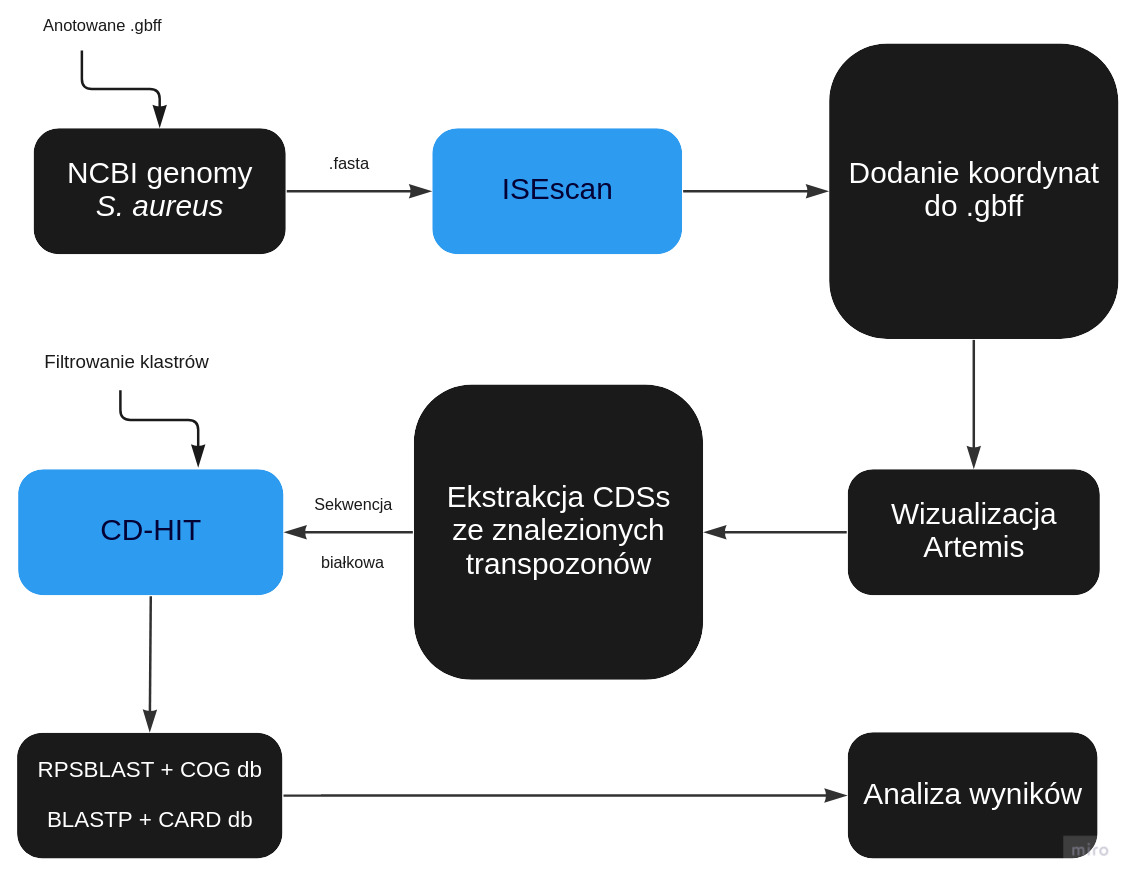 Anotowane .gbff
NCBI genomy
S. aureus
.fasta
ISEscan
Dodanie koordynat
do .gbff
Filtrowanie klastrów
CD-HIT
Sekwencja
białkowa
Ekstrakcja CDSs
ze znalezionych
transpozonów
Wizualizacja
Artemis
RPSBLAST + COG db
BLASTP + CARD db
Analiza wyników
miro